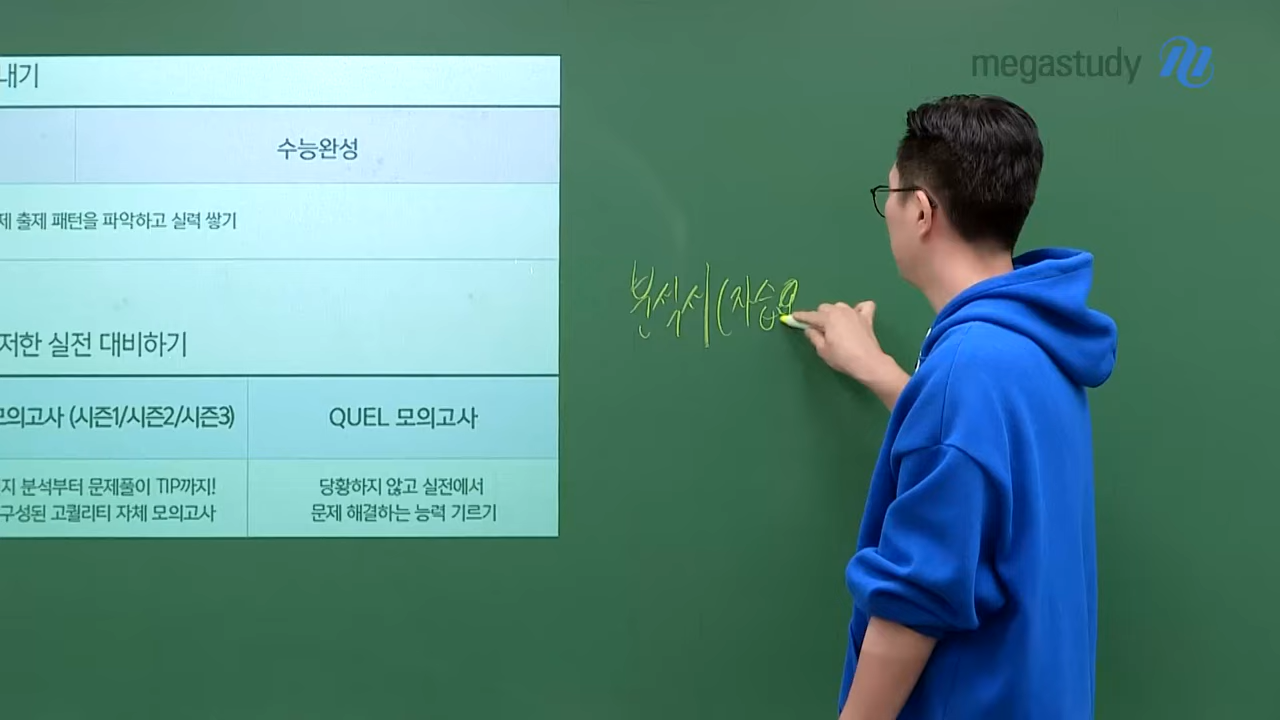 megastudy
내기
수능완성
제 출제 패턴을 파악하고 실력 쌓기
저한 실전 대비하기
모의고사 (시즌1/시즌2/시즌3)
QUEL 모의고사
지 분석부터 문제풀이 TIP까지!
구성된 고퀄리티 자체 모의고사
당황하지 않고 실전에서
문제 해결하는 능력 기르기
분석서 (자습